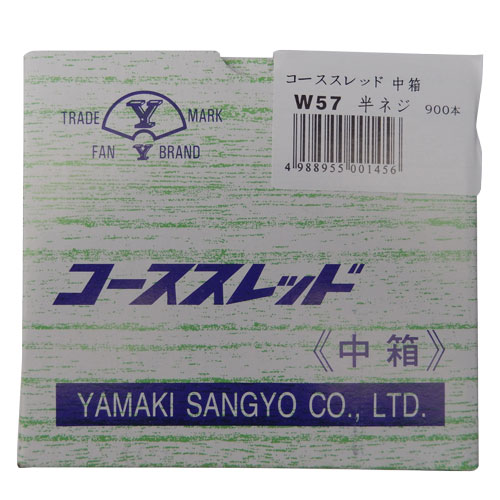 コーススレッド 中箱
W57 半ネジ 900本
4 988955 001456
TRADE Y MARK
FAN Y BRAND
コーススレッド
《中箱》
YAMAKI SANGYO CO., LTD.